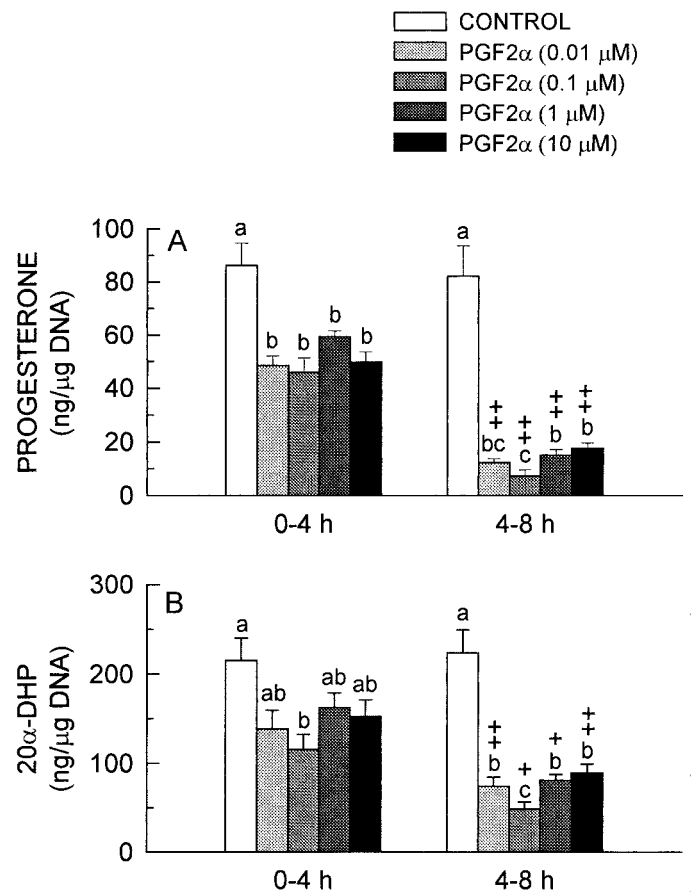 CONTROL
PGF2α (0.01 μM)
PGF2α (0.1 μM)
PGF2α (1 μM)
PGF2α (10 μM)
A
PROGESTERONE
(ng/μg DNA)
100
80
60
40
20
0
a
b
b
b
b
a
++
bc
++
c
++
b
++
b
0-4 h
4-8 h
B
20α-DHP
(ng/μg DNA)
300
200
100
0
a
ab
b
ab
ab
a
++
b
+
c
+
b
++
b
0-4 h
4-8 h